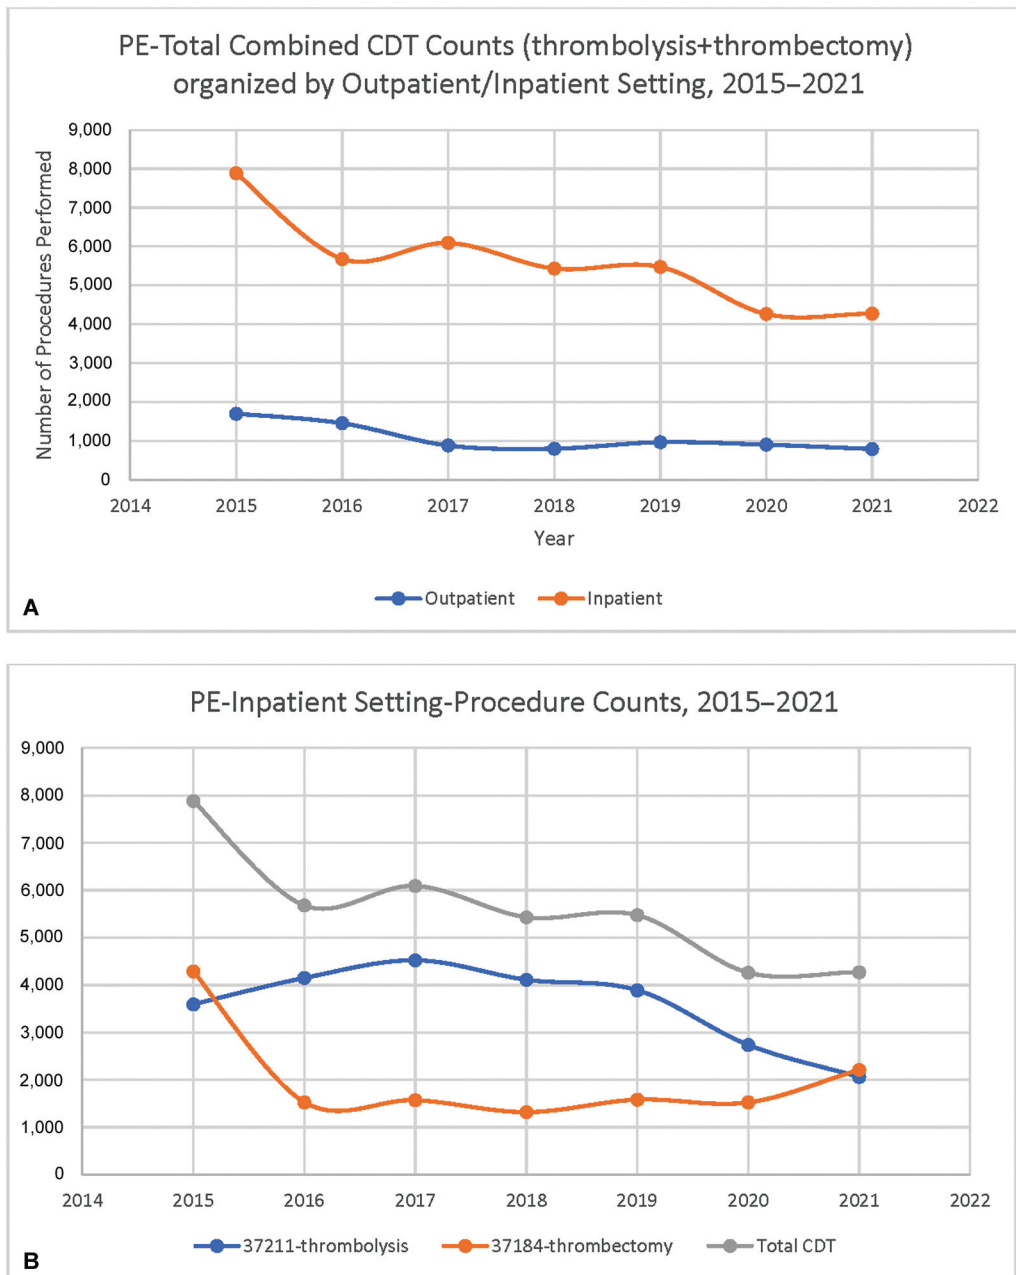 PE-Total Combined CDT Counts (thrombolysis+thrombectomy)
organized by Outpatient/Inpatient Setting, 2015–2021
Number of Procedures Performed
9,000
8,000
7,000
6,000
5,000
4,000
3,000
2,000
1,000
0
2014 2015 2016 2017 2018 2019 2020 2021 2022
Year
Outpatient Inpatient
A
PE-Inpatient Setting-Procedure Counts, 2015–2021
9,000
8,000
7,000
6,000
5,000
4,000
3,000
2,000
1,000
0
2014 2015 2016 2017 2018 2019 2020 2021 2022
37211-thrombolysis 37184-thrombectomy Total CDT
B